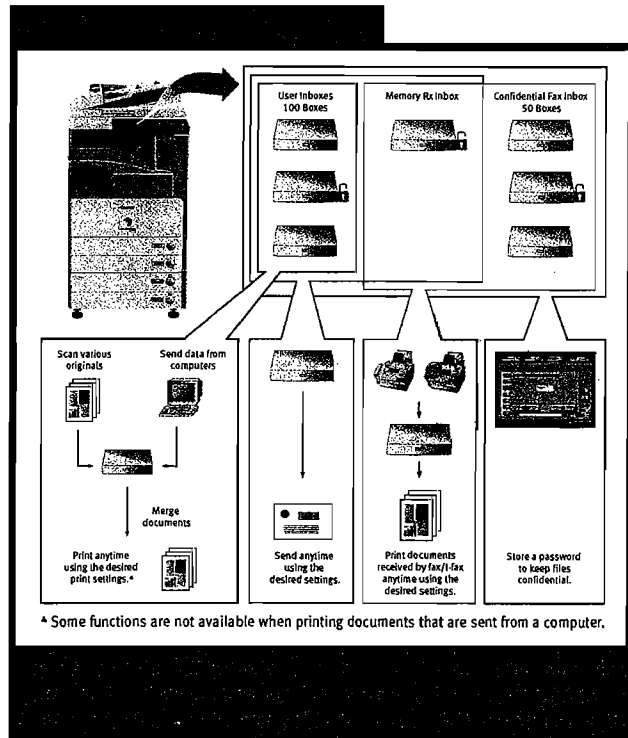 User Inboxes
100 Boxes
Memory Rx Inbox
Confidential Fax Inbox
50 Boxes
Scan various
originals
Send data from
computers
Merge
documents
Print anytime
using the desired
print settings.*
Send anytime
using the
desired settings.
Print documents
received by fax/I-fax
anytime using the
desired settings.
Store a password
to keep files
confidential.
* Some functions are not available when printing documents that are sent from a computer.